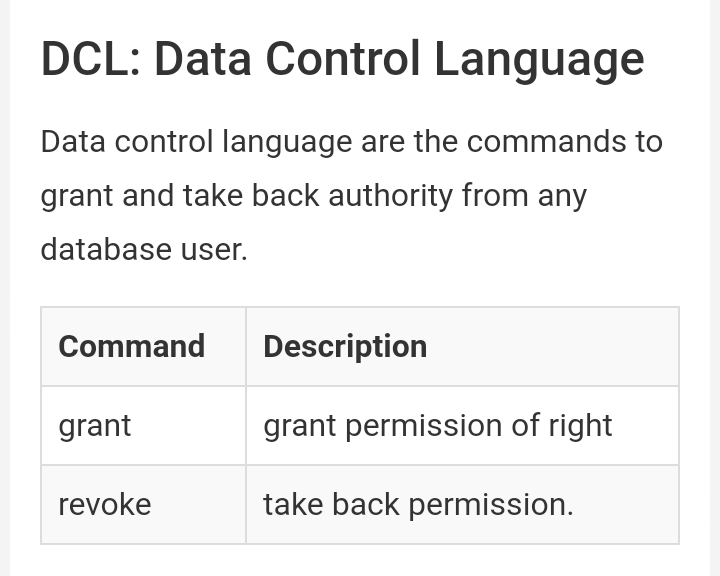 DCL: Data Control Language
Data control language are the commands to
grant and take back authority from any
database user.
Command Description
grant grant permission of right
revoke take back permission.